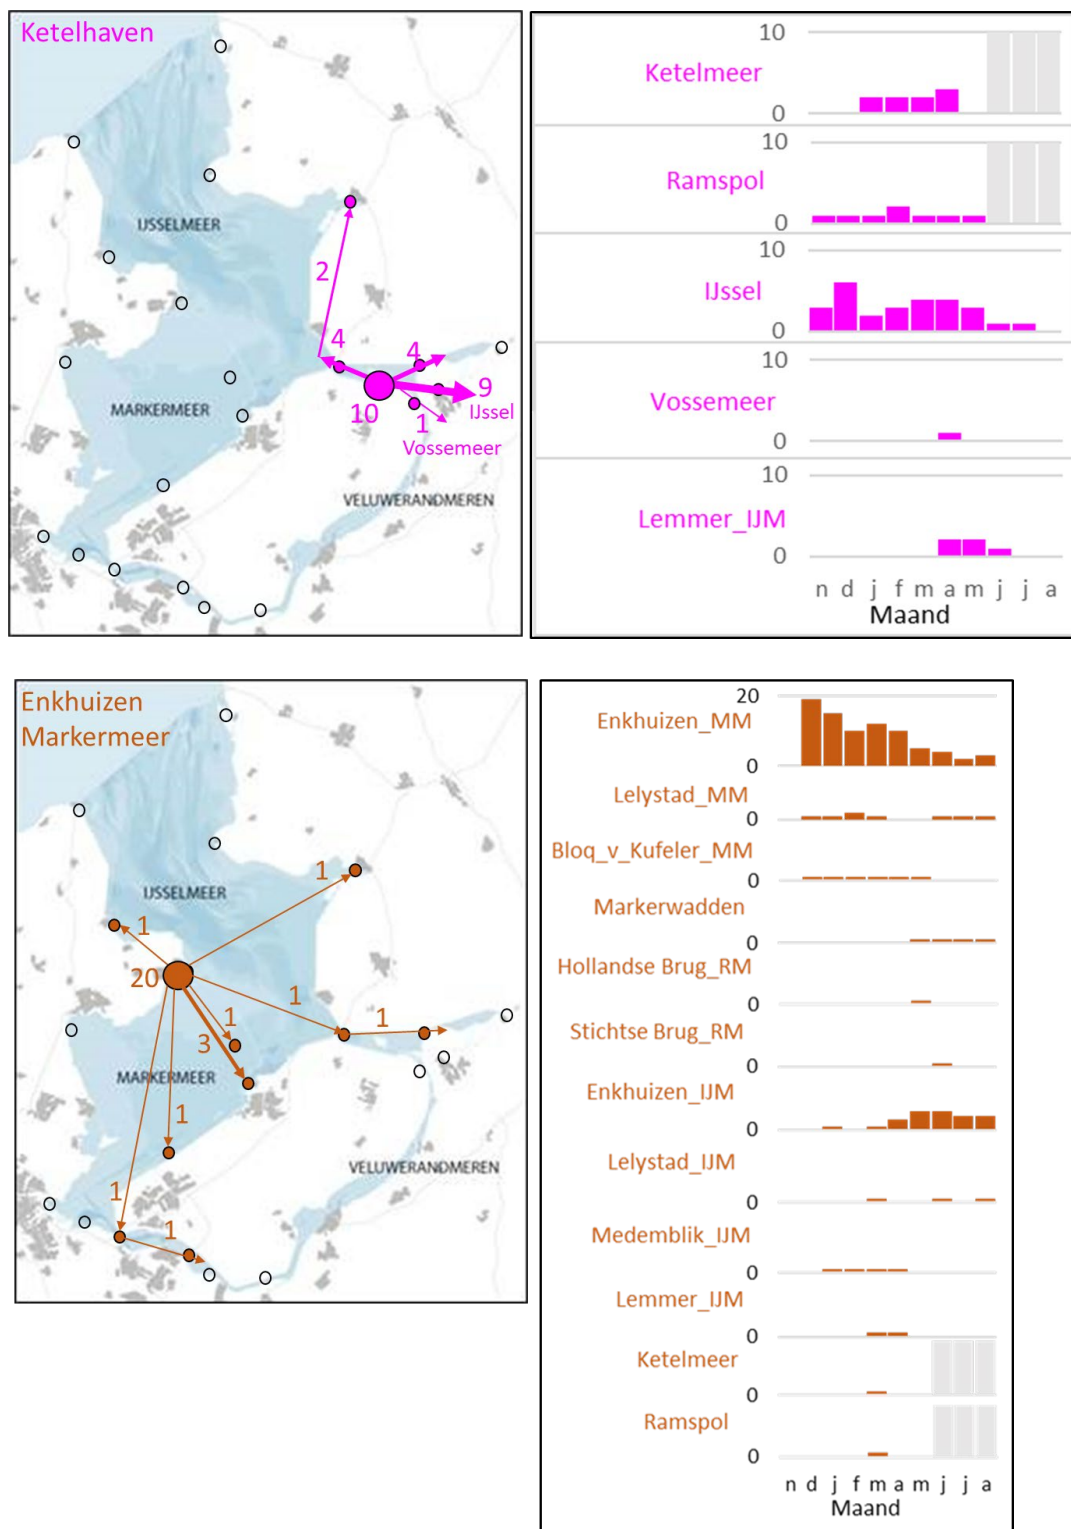 Ketelhaven
IJSSELMEER
MARKERMEER
VELUWERANDMEREN
2
4
4
9
IJssel
10
1
Vossemeer
10
Ketelmeer
0
10
Ramspol
0
10
IJssel
0
10
Vossemeer
0
10
Lemmer_IJM
0
n d j f m a m j j a
Maand
Enkhuizen
Markermeer
IJSSELMEER
MARKERMEER
VELUWERANDMEREN
1
1
20
1
1
1
3
1
1
1
20
Enkhuizen_MM
0
Lelystad_MM
0
Bloq_v_Kufeler_MM
0
Markerwadden
0
Hollandse Brug_RM
0
Stichtse Brug_RM
0
Enkhuizen_IJM
0
Lelystad_IJM
0
Medemblik_IJM
0
Lemmer_IJM
0
Ketelmeer
0
Ramspol
0
n d j f m a m j j a
Maand